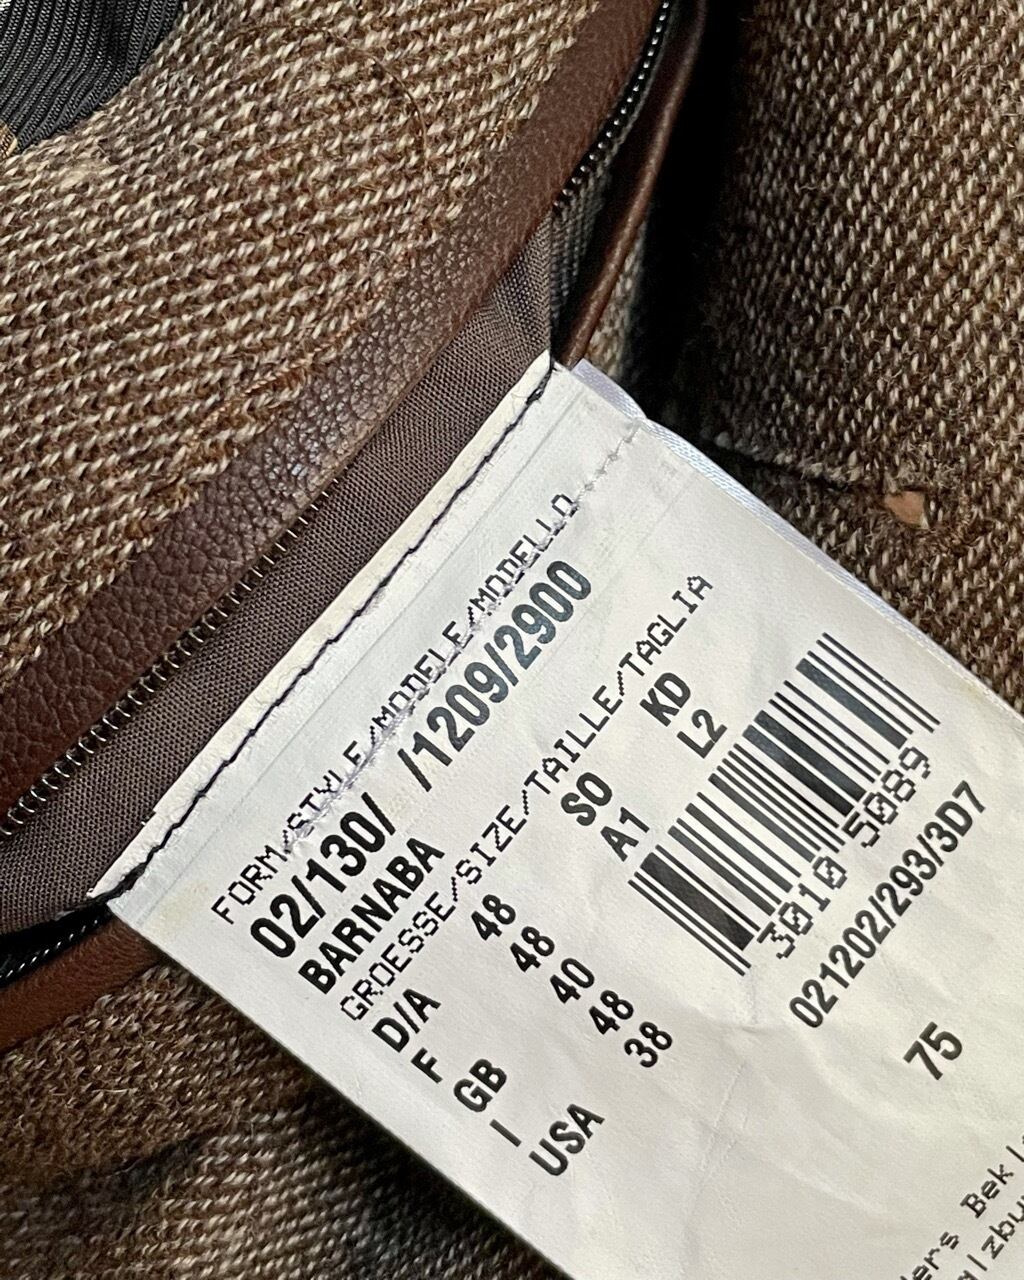 FORM/STYLE/MODELE/MODELLO
02/130/ /1209/2900
BARNABA
GROESSE/SIZE/TAILLE/TAGLIA
D/A 48 SO KD
F 48 A1 L2
GB 40
I 48
USA 38
3010 5089
021202/293/3D7
75